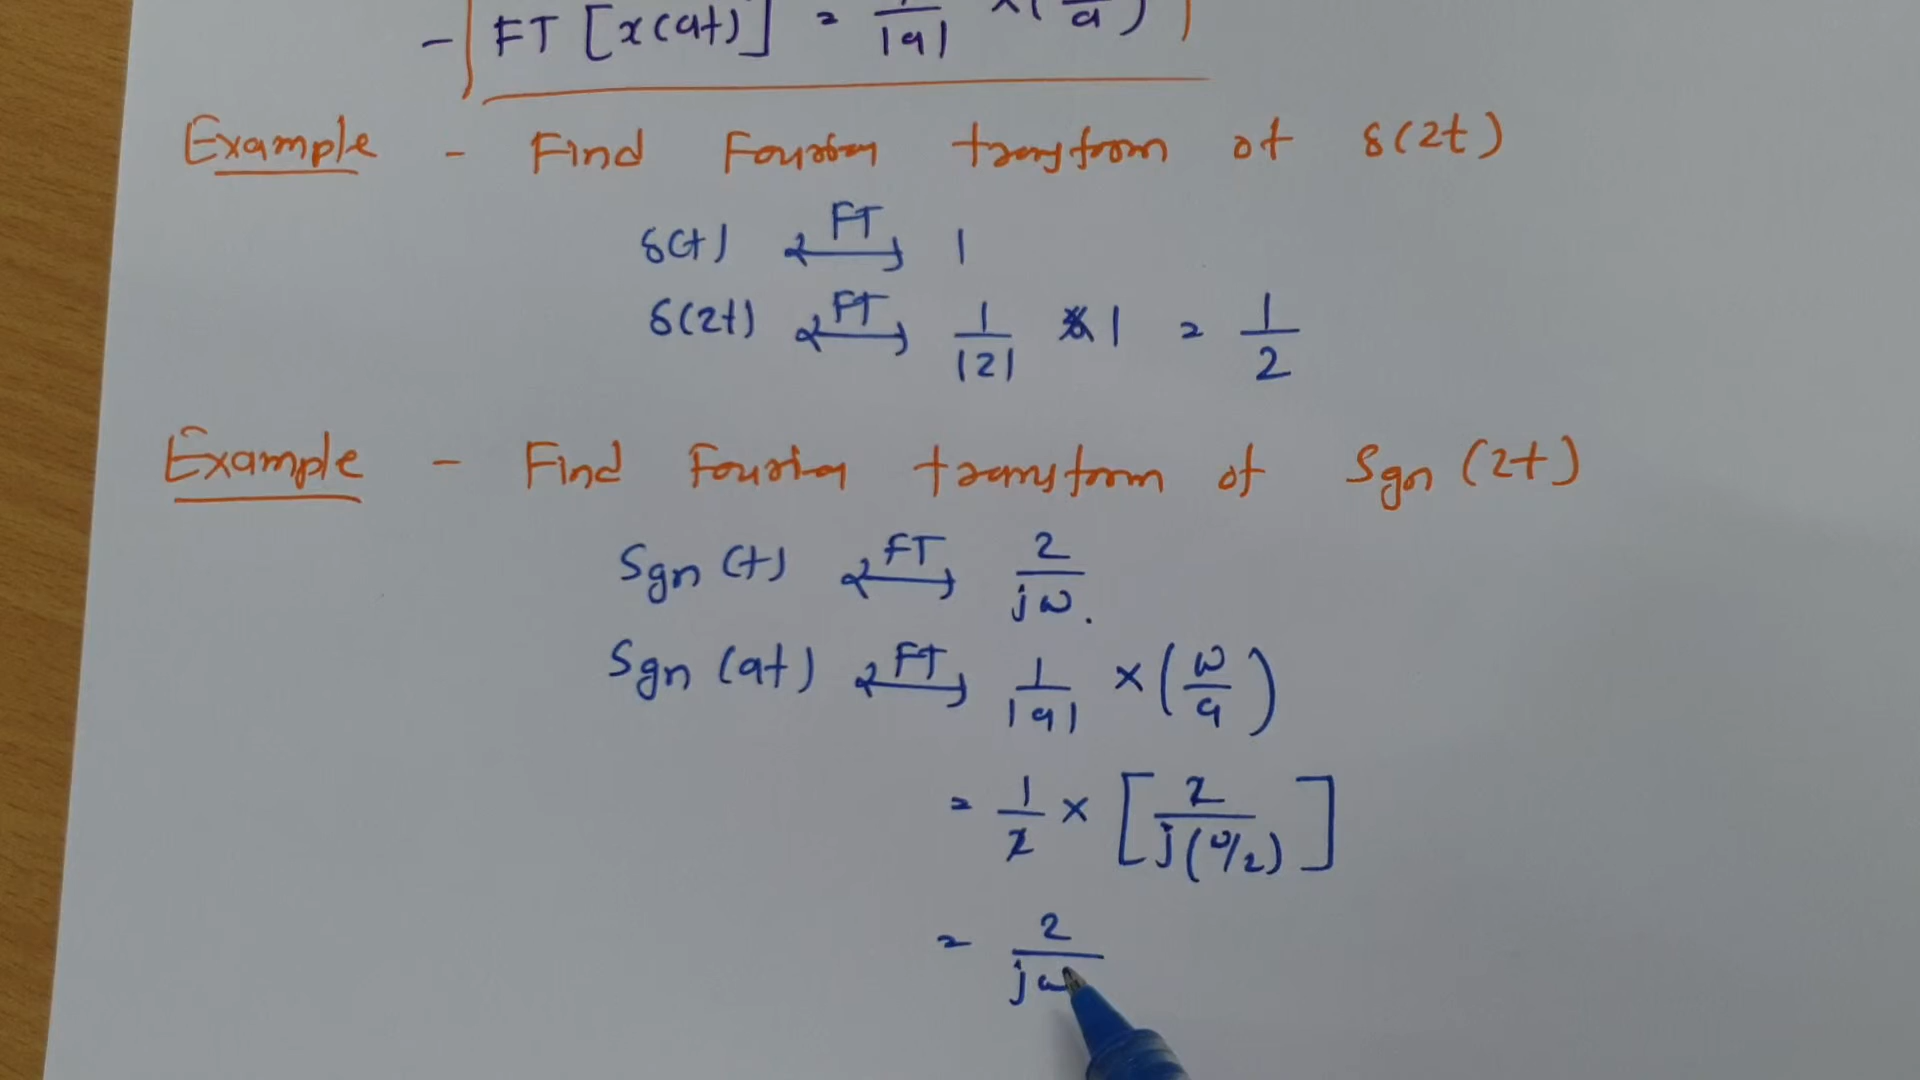 - FT [x(at)] = 1/|a| X(ω/a)
Example - Find Fourier transform of δ(2t)
δ(t) ⟷FT 1
δ(2t) ⟷FT 1/|2| × 1 = 1/2
Example - Find Fourier transform of Sgn (2t)
Sgn (t) ⟷FT 2/jω.
Sgn (at) ⟷FT 1/|a| × (ω/a)
= 1/2 × [2/j(ω/2)]
= 2/jω